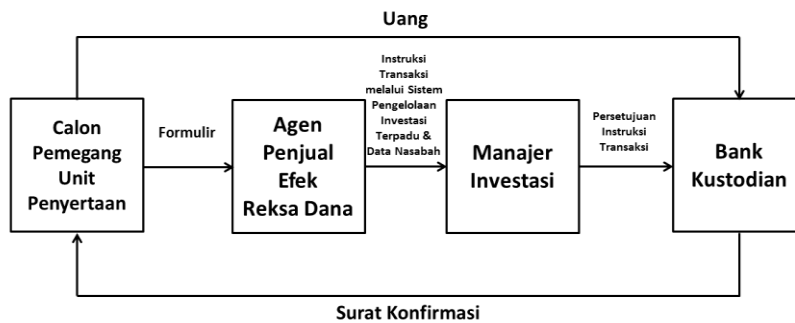 Uang
Calon
Pemegang
Unit
Penyertaan
Formulir
Agen
Penjual
Efek
Reksa Dana
Instruksi
Transaksi
melalui Sistem
Pengelolaan
Investasi
Terpadu &
Data Nasabah
Manajer
Investasi
Persetujuan
Instruksi
Transaksi
Bank
Kustodian
Surat Konfirmasi